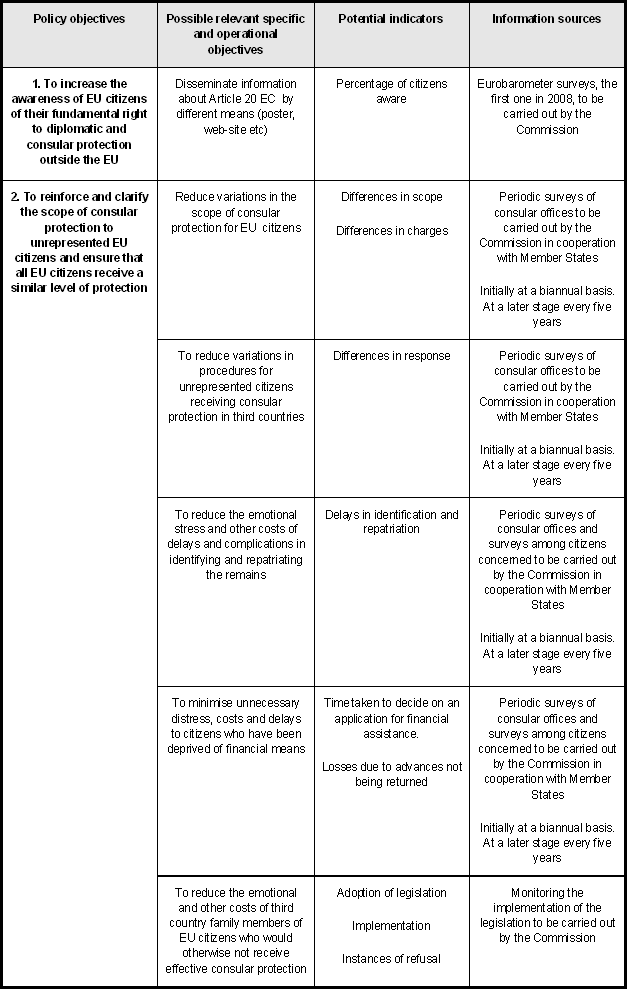 Policy objectives
Possible relevant specific
and operational
objectives
Potential indicators
Information sources
1. To increase the
awareness of EU citizens
of their fundamental right
to diplomatic and
consular protection
outside the EU
Disseminate information
about Article 20 EC by
different means (poster,
web-site etc)
Percentage of citizens
aware
Eurobarometer surveys, the
first one in 2008, to be
carried out by the
Commission
2. To reinforce and clarify
the scope of consular
protection to
unrepresented EU
citizens and ensure that
all EU citizens receive a
similar level of protection
Reduce variations in the
scope of consular
protection for EU citizens
Differences in scope
Differences in charges
Periodic surveys of
consular offices to be
carried out by the
Commission in cooperation
with Member States
Initially at a biannual basis.
At a later stage every five
years
To reduce variations in
procedures for
unrepresented citizens
receiving consular
protection in third countries
Differences in response
Periodic surveys of
consular offices to be
carried out by the
Commission in cooperation
with Member States
Initially at a biannual basis.
At a later stage every five
years
To reduce the emotional
stress and other costs of
delays and complications in
identifying and repatriating
the remains
Delays in identification and
repatriation
Periodic surveys of
consular offices and
surveys among citizens
concerned to be carried out
by the Commission in
cooperation with Member
States
Initially at a biannual basis.
At a later stage every five
years
To minimise unnecessary
distress, costs and delays
to citizens who have been
deprived of financial means
Time taken to decide on an
application for financial
assistance.
Losses due to advances not
being returned
Periodic surveys of
consular offices and
surveys among citizens
concerned to be carried out
by the Commission in
cooperation with Member
States
Initially at a biannual basis.
At a later stage every five
years
To reduce the emotional
and other costs of third
country family members of
EU citizens who would
otherwise not receive
effective consular protection
Adoption of legislation
Implementation
Instances of refusal
Monitoring the
implementation of the
legislation to be carried out
by the Commission